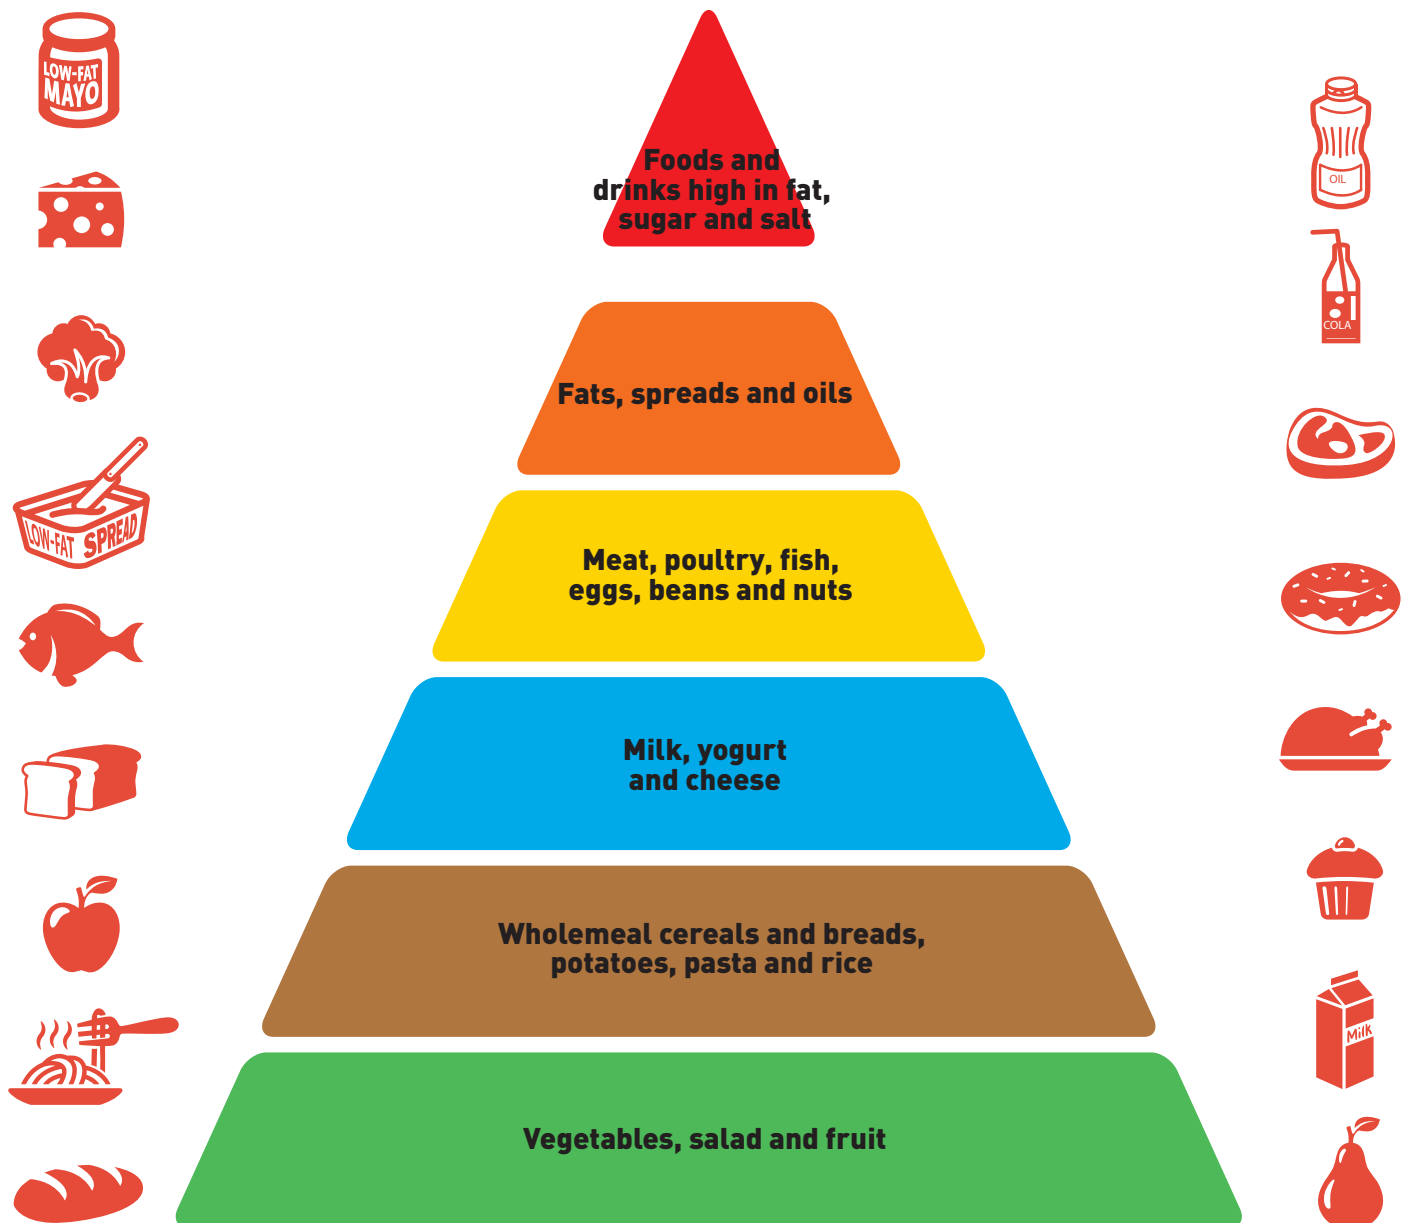 LOW-FAT
MAYO
OIL
Foods and
drinks high in fat,
sugar and salt
COLA
Fats, spreads and oils
LOW-FAT SPREAD
Meat, poultry, fish,
eggs, beans and nuts
Milk, yogurt
and cheese
Wholemeal cereals and breads,
potatoes, pasta and rice
Milk
Vegetables, salad and fruit